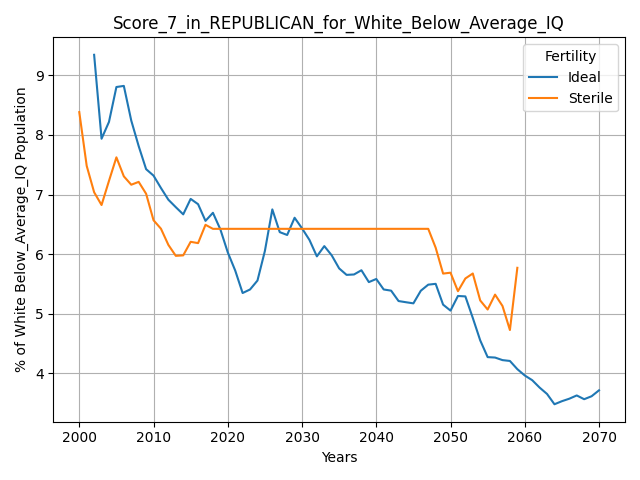 Score_7_in_REPUBLICAN_for_White_Below_Average_IQ
% of White Below_Average_IQ Population
9
8
7
6
5
4
Fertility
Ideal
Sterile
2000 2010 2020 2030 2040 2050 2060 2070
Years